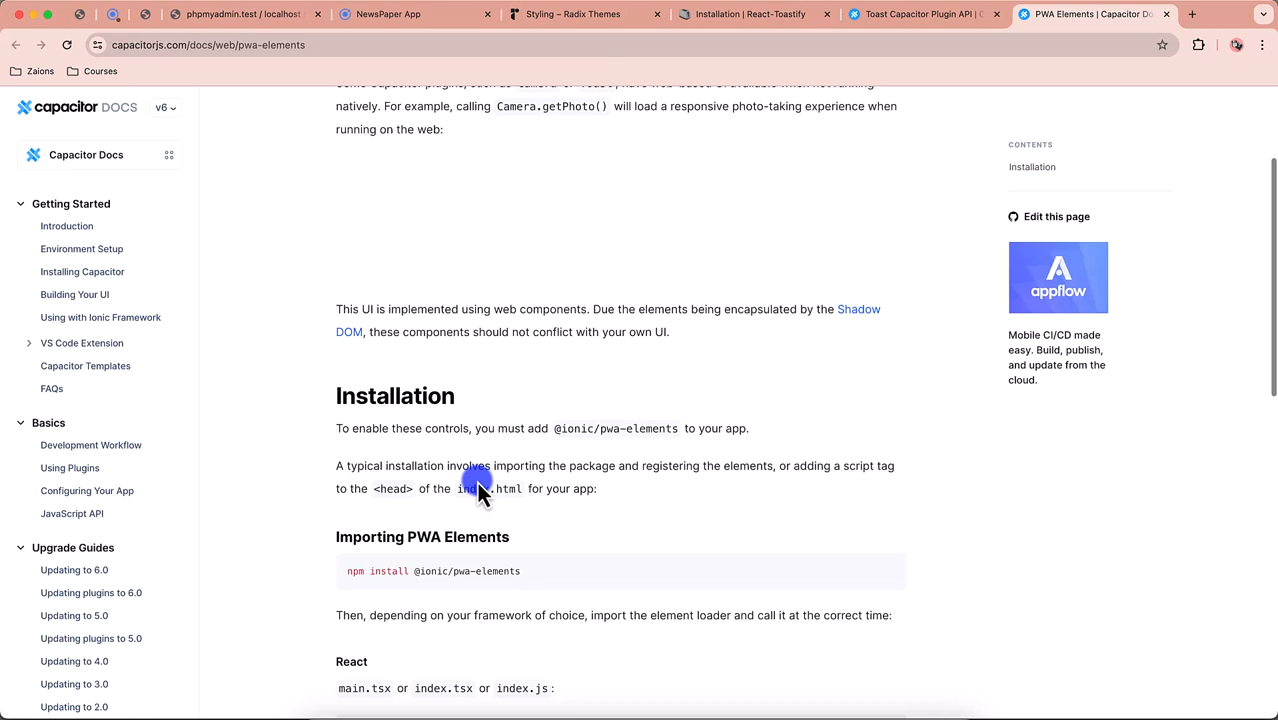 phpmyadmin.test / localhost
NewsPaper App
Styling – Radix Themes
Installation | React-Toastify
Toast Capacitor Plugin API | C
PWA Elements | Capacitor Do
capacitorjs.com/docs/web/pwa-elements
Zaions
Courses
capacitor DOCS
v6
Capacitor Docs
Getting Started
Introduction
Environment Setup
Installing Capacitor
Building Your UI
Using with Ionic Framework
VS Code Extension
Capacitor Templates
FAQs
Basics
Development Workflow
Using Plugins
Configuring Your App
JavaScript API
Upgrade Guides
Updating to 6.0
Updating plugins to 6.0
Updating to 5.0
Updating plugins to 5.0
Updating to 4.0
Updating to 3.0
Updating to 2.0
natively. For example, calling Camera.getPhoto() will load a responsive photo-taking experience when
running on the web:
This UI is implemented using web components. Due the elements being encapsulated by the Shadow
DOM, these components should not conflict with your own UI.
Installation
To enable these controls, you must add @ionic/pwa-elements to your app.
A typical installation involves importing the package and registering the elements, or adding a script tag
to the <head> of the index.html for your app:
Importing PWA Elements
npm install @ionic/pwa-elements
Then, depending on your framework of choice, import the element loader and call it at the correct time:
React
main.tsx or index.tsx or index.js:
CONTENTS
Installation
Edit this page
appflow
Mobile CI/CD made
easy. Build, publish,
and update from the
cloud.